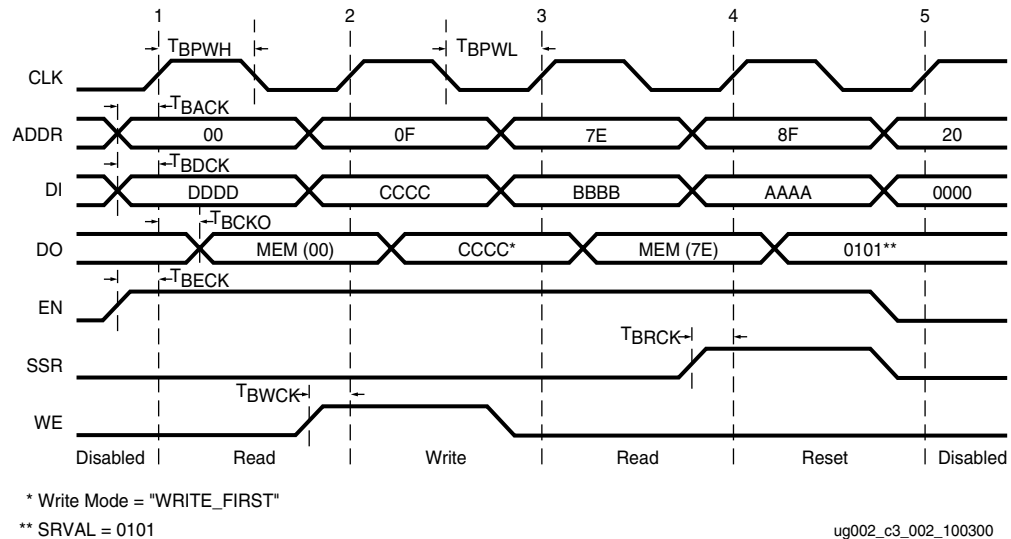 1 2 3 4 5
TBPWH TBPWL
CLK
TBACK
ADDR 00 0F 7E 8F 20
TBDCK
DI DDDD CCCC BBBB AAAA 0000
TBCKO
DO MEM (00) CCCC* MEM (7E) 0101**
TBECK
EN
TBRCK
SSR
TBWCK
WE
Disabled Read Write Read Reset Disabled
* Write Mode = "WRITE_FIRST"
** SRVAL = 0101 ug002_c3_002_100300